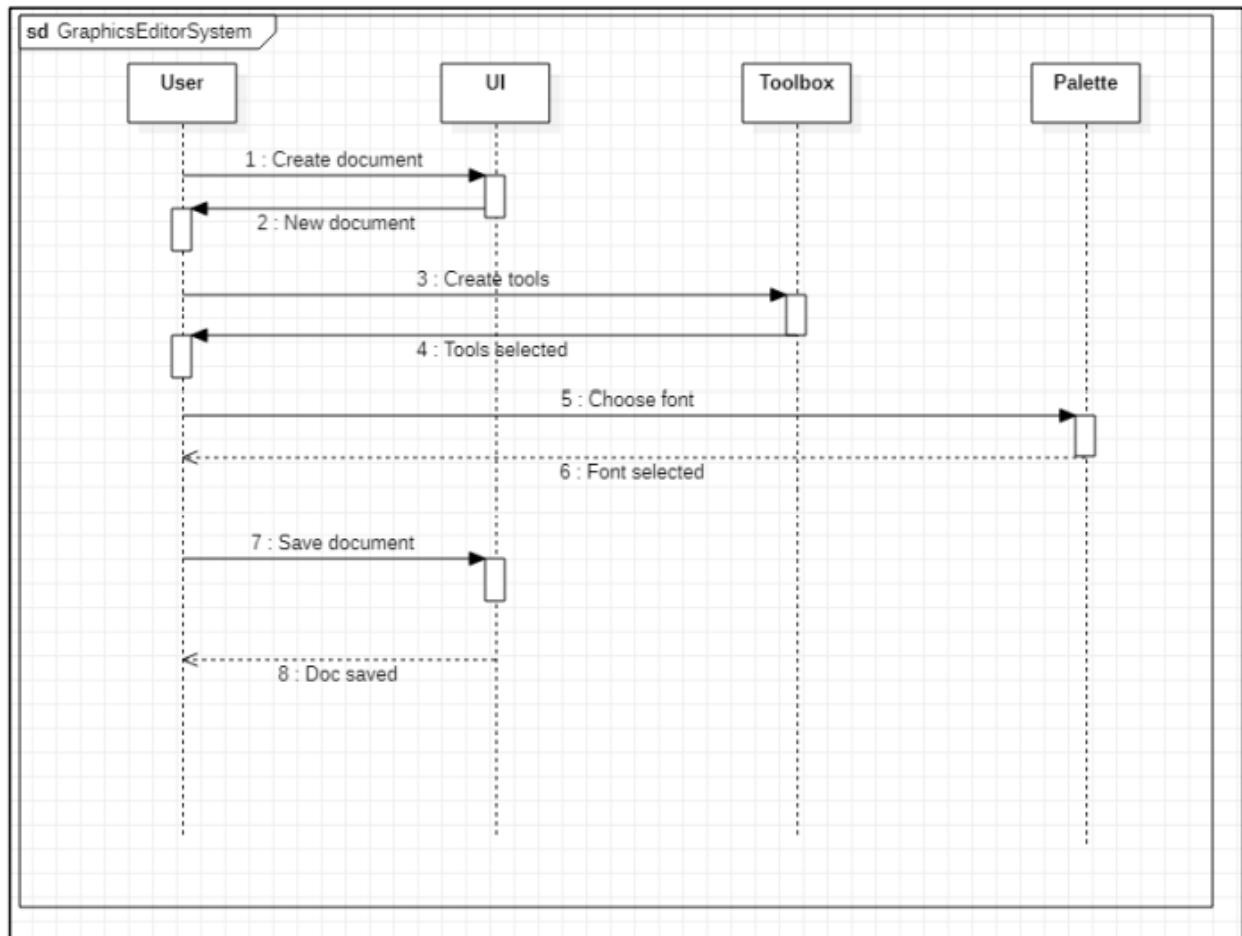 sd GraphicsEditorSystem
User
UI
Toolbox
Palette
1 : Create document
2 : New document
3 : Create tools
4 : Tools selected
5 : Choose font
6 : Font selected
7 : Save document
8 : Doc saved